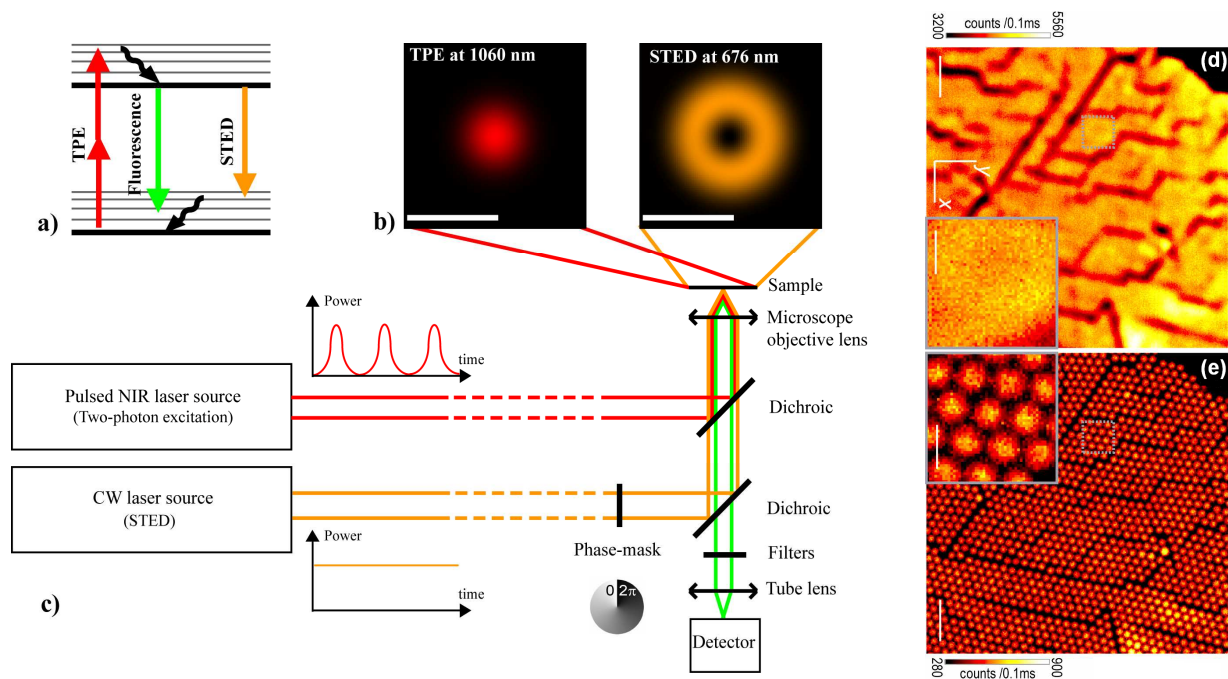 a)
TPE
Fluorescence
STED
b)
TPE at 1060 nm
STED at 676 nm
Sample
Microscope
objective lens
Power
time
Pulsed NIR laser source
(Two-photon excitation)
Dichroic
CW laser source
(STED)
Dichroic
Phase-mask
Filters
Power
time
c)
0
2π
Tube lens
Detector
3200
counts /0.1ms
5560
(d)
y
x
(e)
280
counts /0.1ms
900